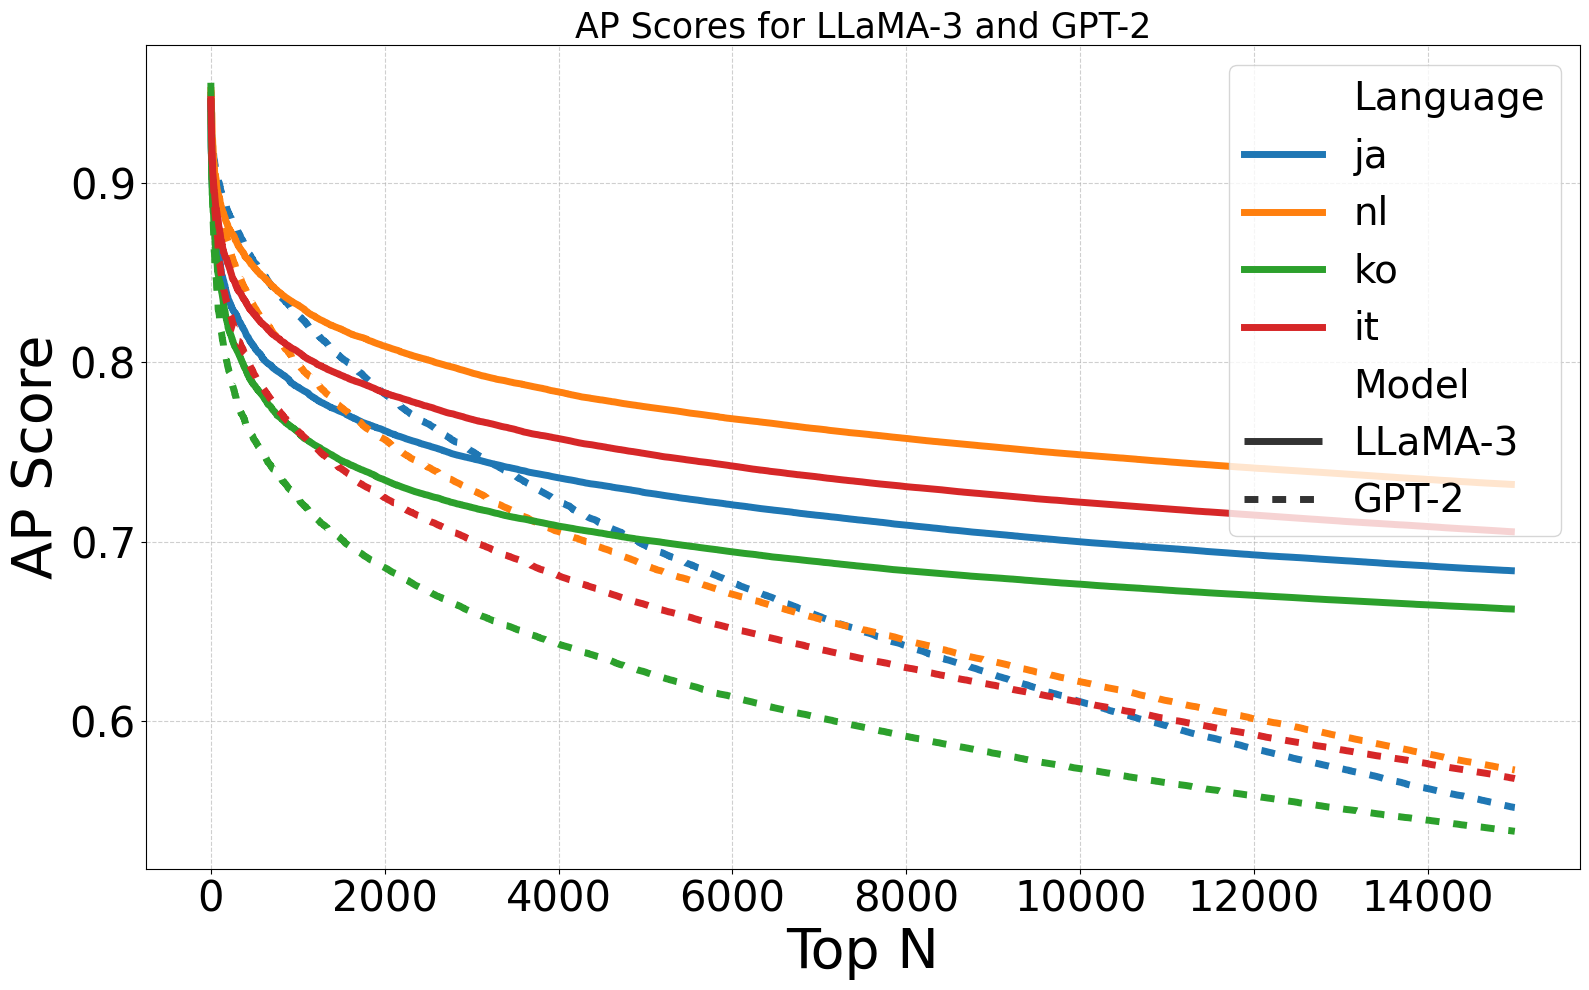 AP Scores for LLaMA-3 and GPT-2
AP Score
0.9
0.8
0.7
0.6
0 2000 4000 6000 8000 10000 12000 14000
Top N
Language
ja
nl
ko
it
Model
LLaMA-3
GPT-2